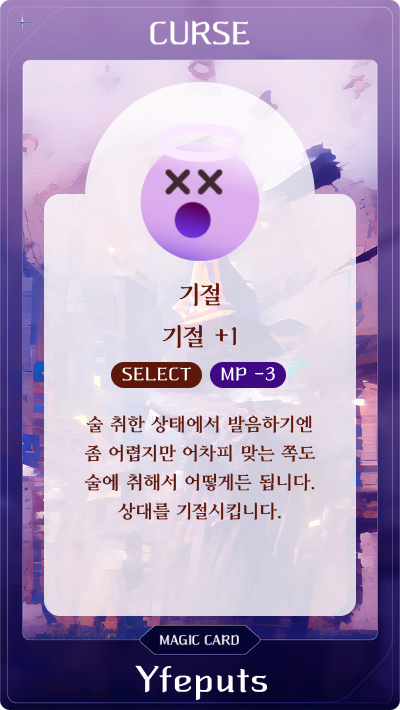 CURSE
기절
기절 +1
SELECT MP -3
술 취한 상태에서 발음하기엔
좀 어렵지만 어차피 맞는 쪽도
술에 취해서 어떻게든 됩니다.
상대를 기절시킵니다.
MAGIC CARD
Yfeputs